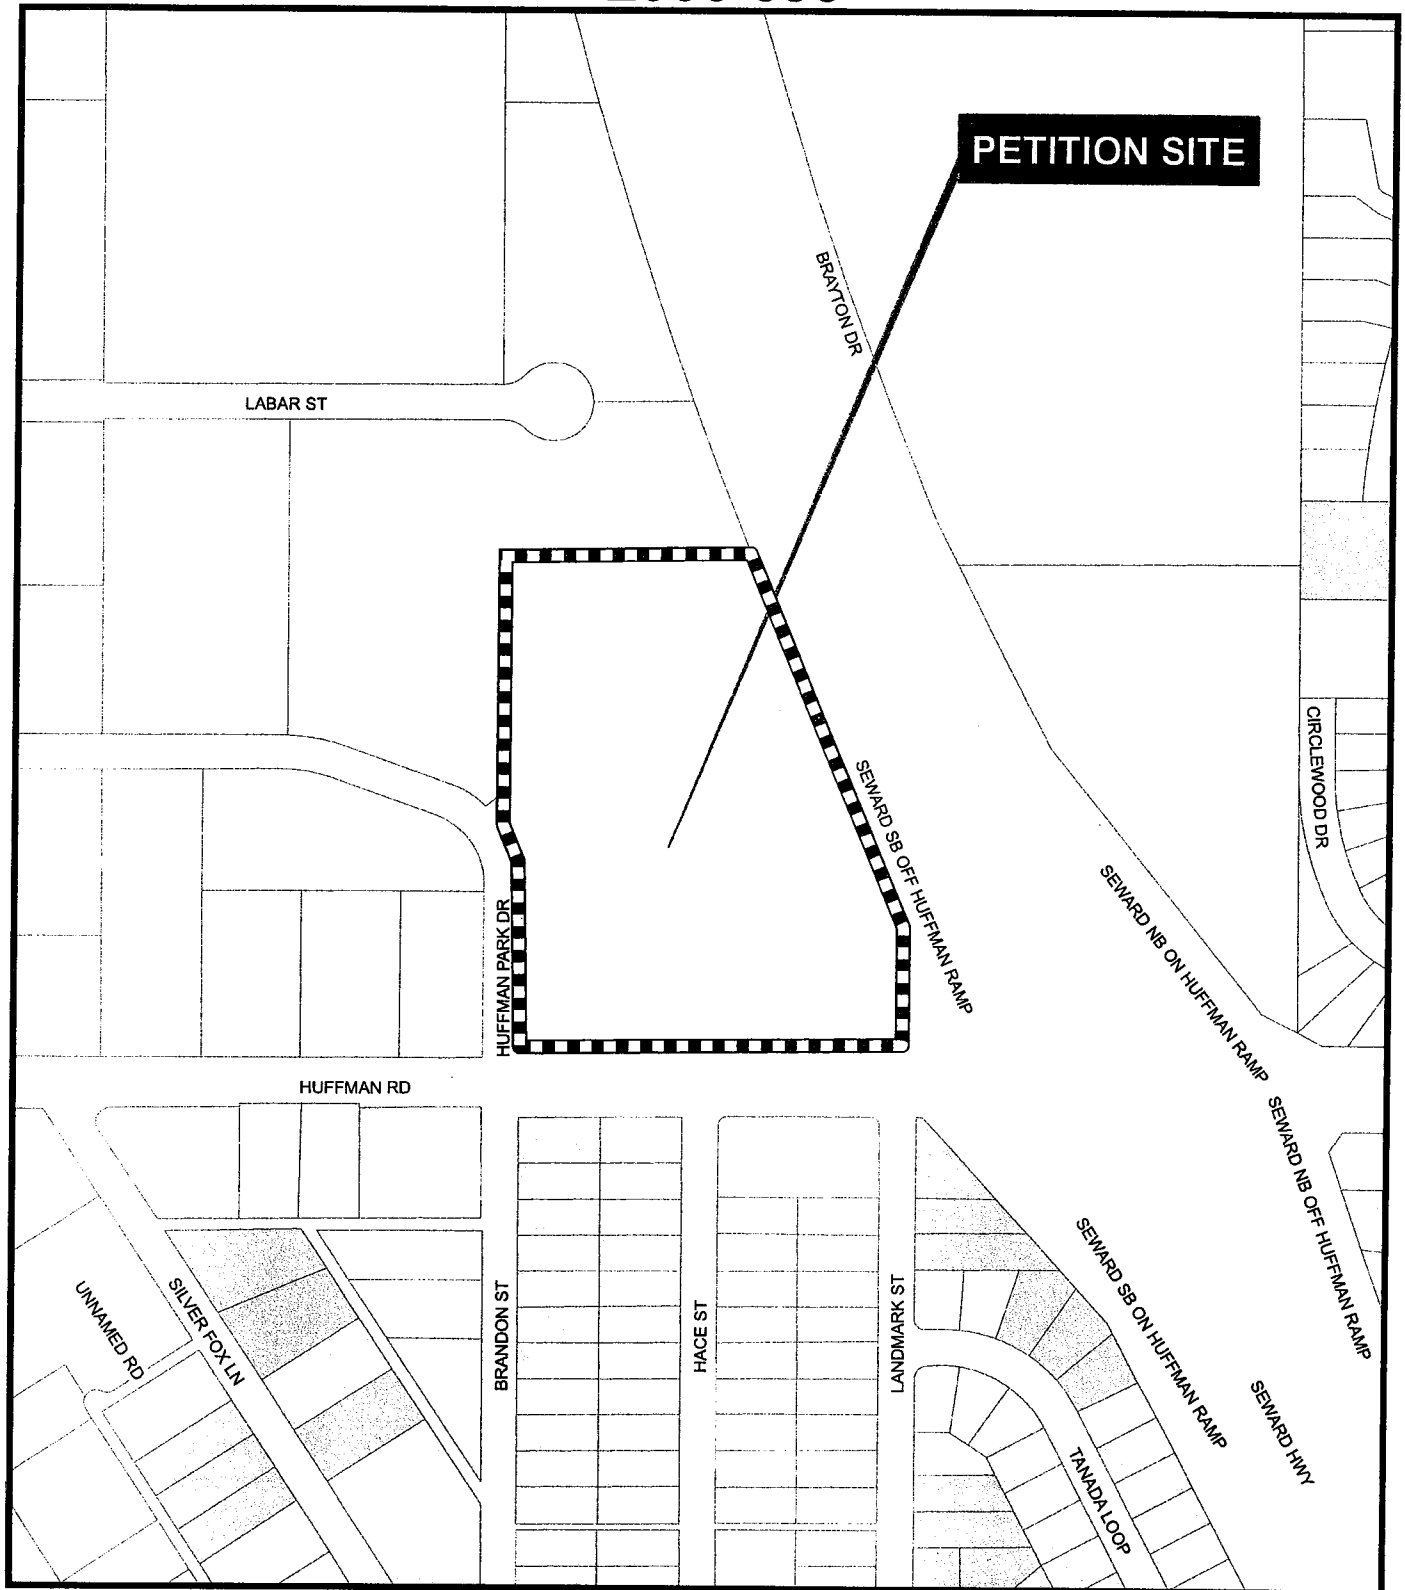 PETITION SITE
BRAYTON DR
LABAR ST
CIRCLEWOOD DR
SEWARD SB OFF HUFFMAN RAMP
SEWARD NB ON HUFFMAN RAMP
HUFFMAN PARK DR
HUFFMAN RD
SEWARD NB OFF HUFFMAN RAMP
SEWARD SB ON HUFFMAN RAMP
UNNAMED RD
SILVER FOX LN
BRANDON ST
HACE ST
LANDMARK ST
SEWARD HWY
TANADA LOOP